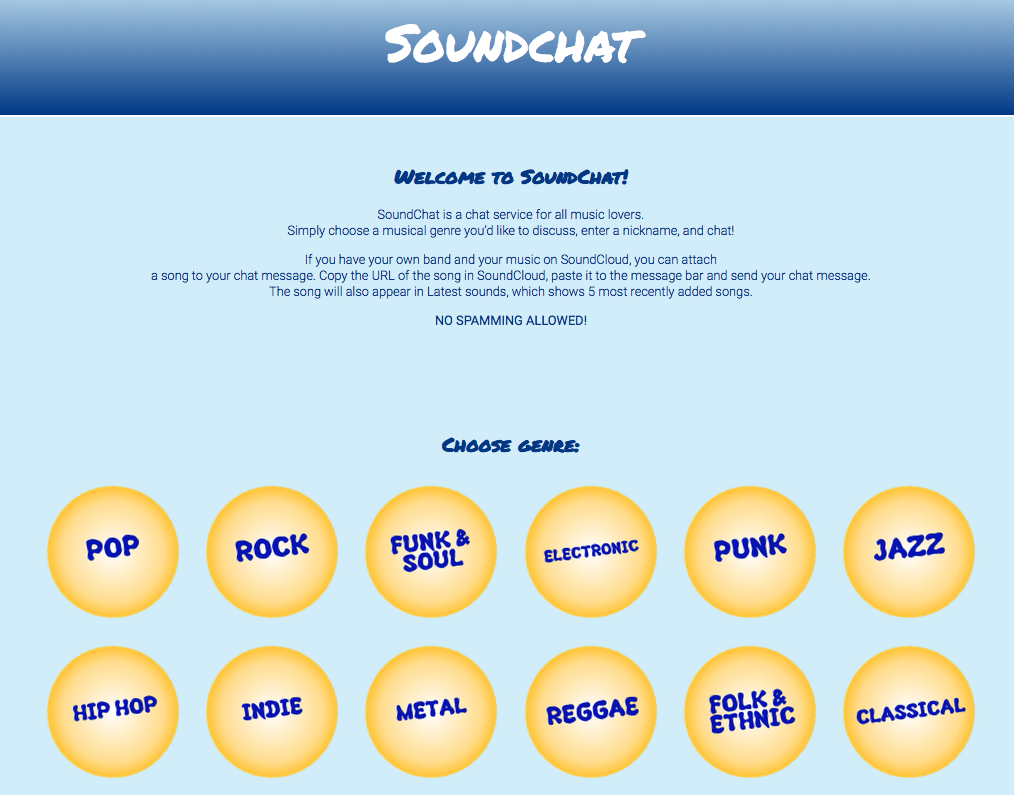 Soundchat
Welcome to SoundChat!
SoundChat is a chat service for all music lovers.
Simply choose a musical genre you'd like to discuss, enter a nickname, and chat!
If you have your own band and your music on SoundCloud, you can attach
a song to your chat message. Copy the URL of the song in SoundCloud, paste it to the message bar and send your chat message.
The song will also appear in Latest sounds, which shows 5 most recently added songs.
NO SPAMMING ALLOWED!
Choose genre:
POP
ROCK
FUNK &
SOUL
ELECTRONIC
PUNK
JAZZ
HIP HOP
INDIE
METAL
REGGAE
FOLK &
ETHNIC
CLASSICAL